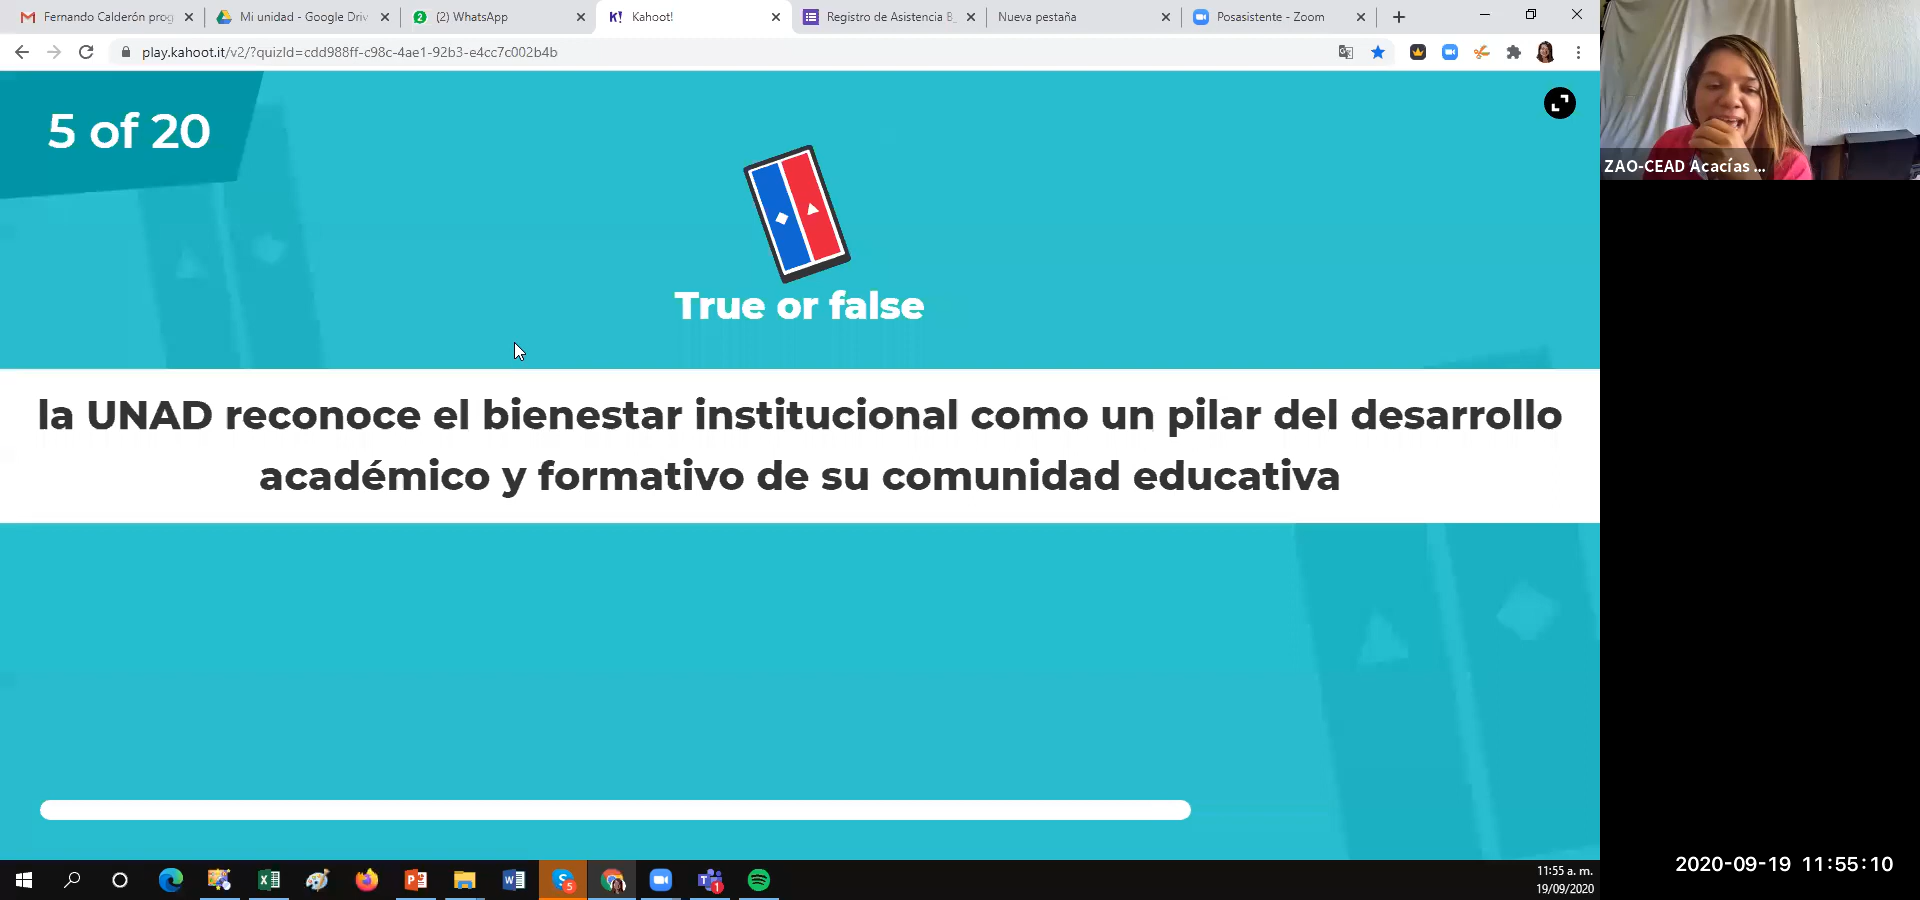 Fernando Calderón prog
Mi unidad - Google Driv
(2) WhatsApp
K! Kahoot!
Registro de Asistencia B_
Nueva pestaña
Posasistente - Zoom
play.kahoot.it/v2/?quizId=cdd988ff-c98c-4ae1-92b3-e4cc7c002b4b
5 of 20
True or false
la UNAD reconoce el bienestar institucional como un pilar del desarrollo
académico y formativo de su comunidad educativa
ZAO-CEAD Acacías ...
11:55 a. m.
19/09/2020
2020-09-19 11:55:10